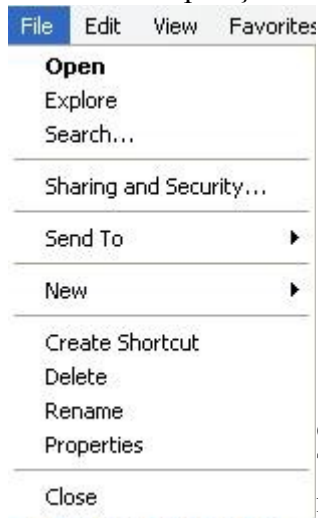 File Edit View Favorites
Open
Explore
Search...
Sharing and Security...
Send To
New
Create Shortcut
Delete
Rename
Properties
Close